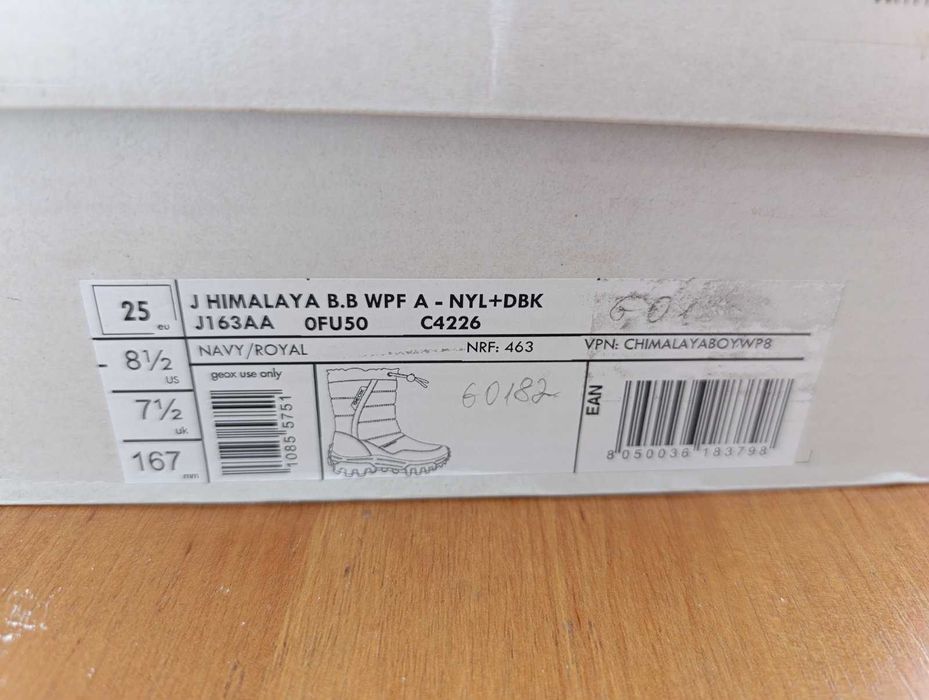 25 eu
J HIMALAYA B.B WPF A - NYL+DBK
J163AA 0FU50 C4226
8½ US
NAVY/ROYAL NRF: 463 VPN: CHIMALAYABOYWP8
7½ uk
geox use only
1085 5751
60182
EAN
8 050036 183798
167 mm